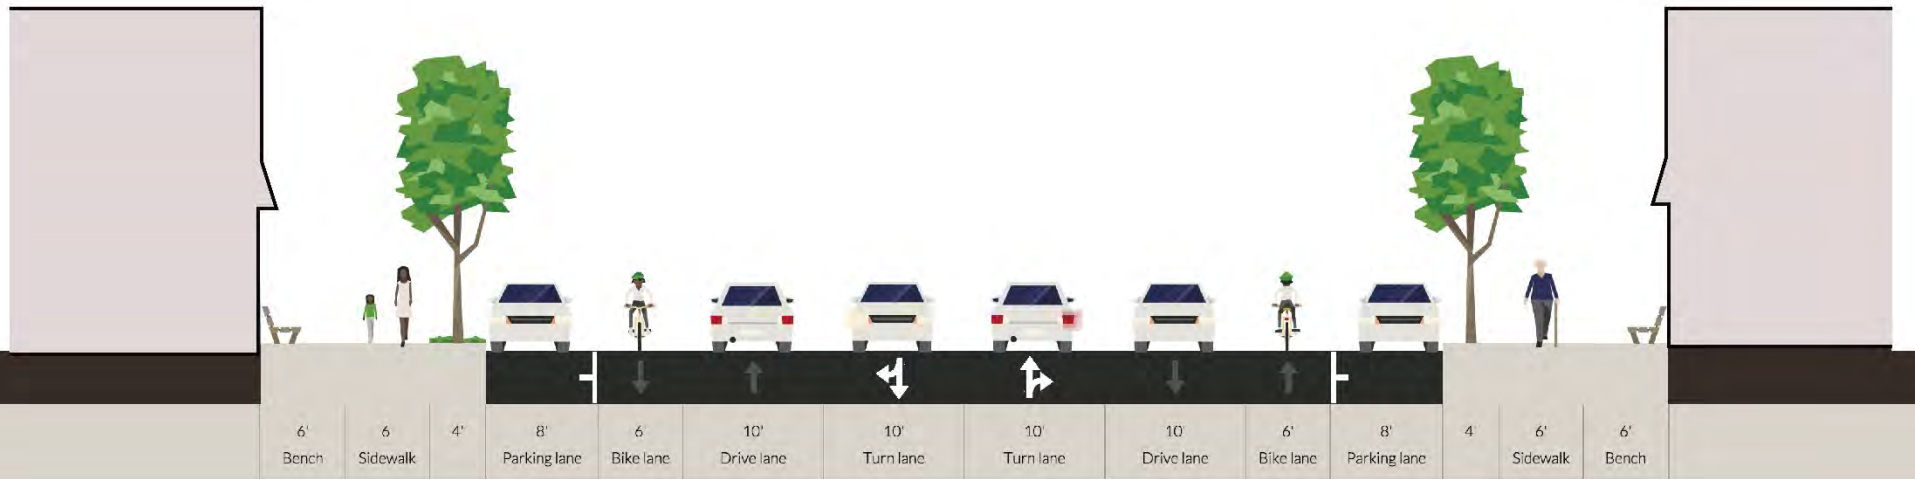 6' 6 4' 8' 6' 10' 10' 10' 10 6' 8' 4 6' 6'
Bench Sidewalk Parking lane Bike lane Drive lane Turn lane Turn lane Drive lane Bike lane Parking lane Sidewalk Bench